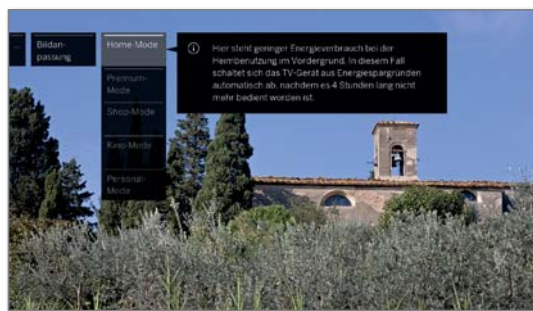 Bildan-
passung
Home-Mode
Hier steht geringer Energieverbrauch bei der
Heimbenutzung im Vordergrund. In diesem Fall
schaltet sich das TV-Gerät aus Energiespargründen
automatisch ab, nachdem es 4 Stunden lang nicht
mehr bedient worden ist.
Premium-
Mode
Shop-Mode
Kino-Mode
Personal-
Mode